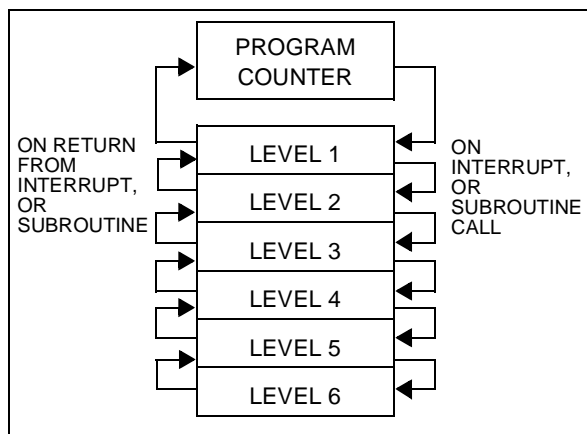 PROGRAM
COUNTER
ON RETURN
FROM
INTERRUPT,
OR
SUBROUTINE
LEVEL 1
LEVEL 2
LEVEL 3
LEVEL 4
LEVEL 5
LEVEL 6
ON
INTERRUPT,
OR
SUBROUTINE
CALL